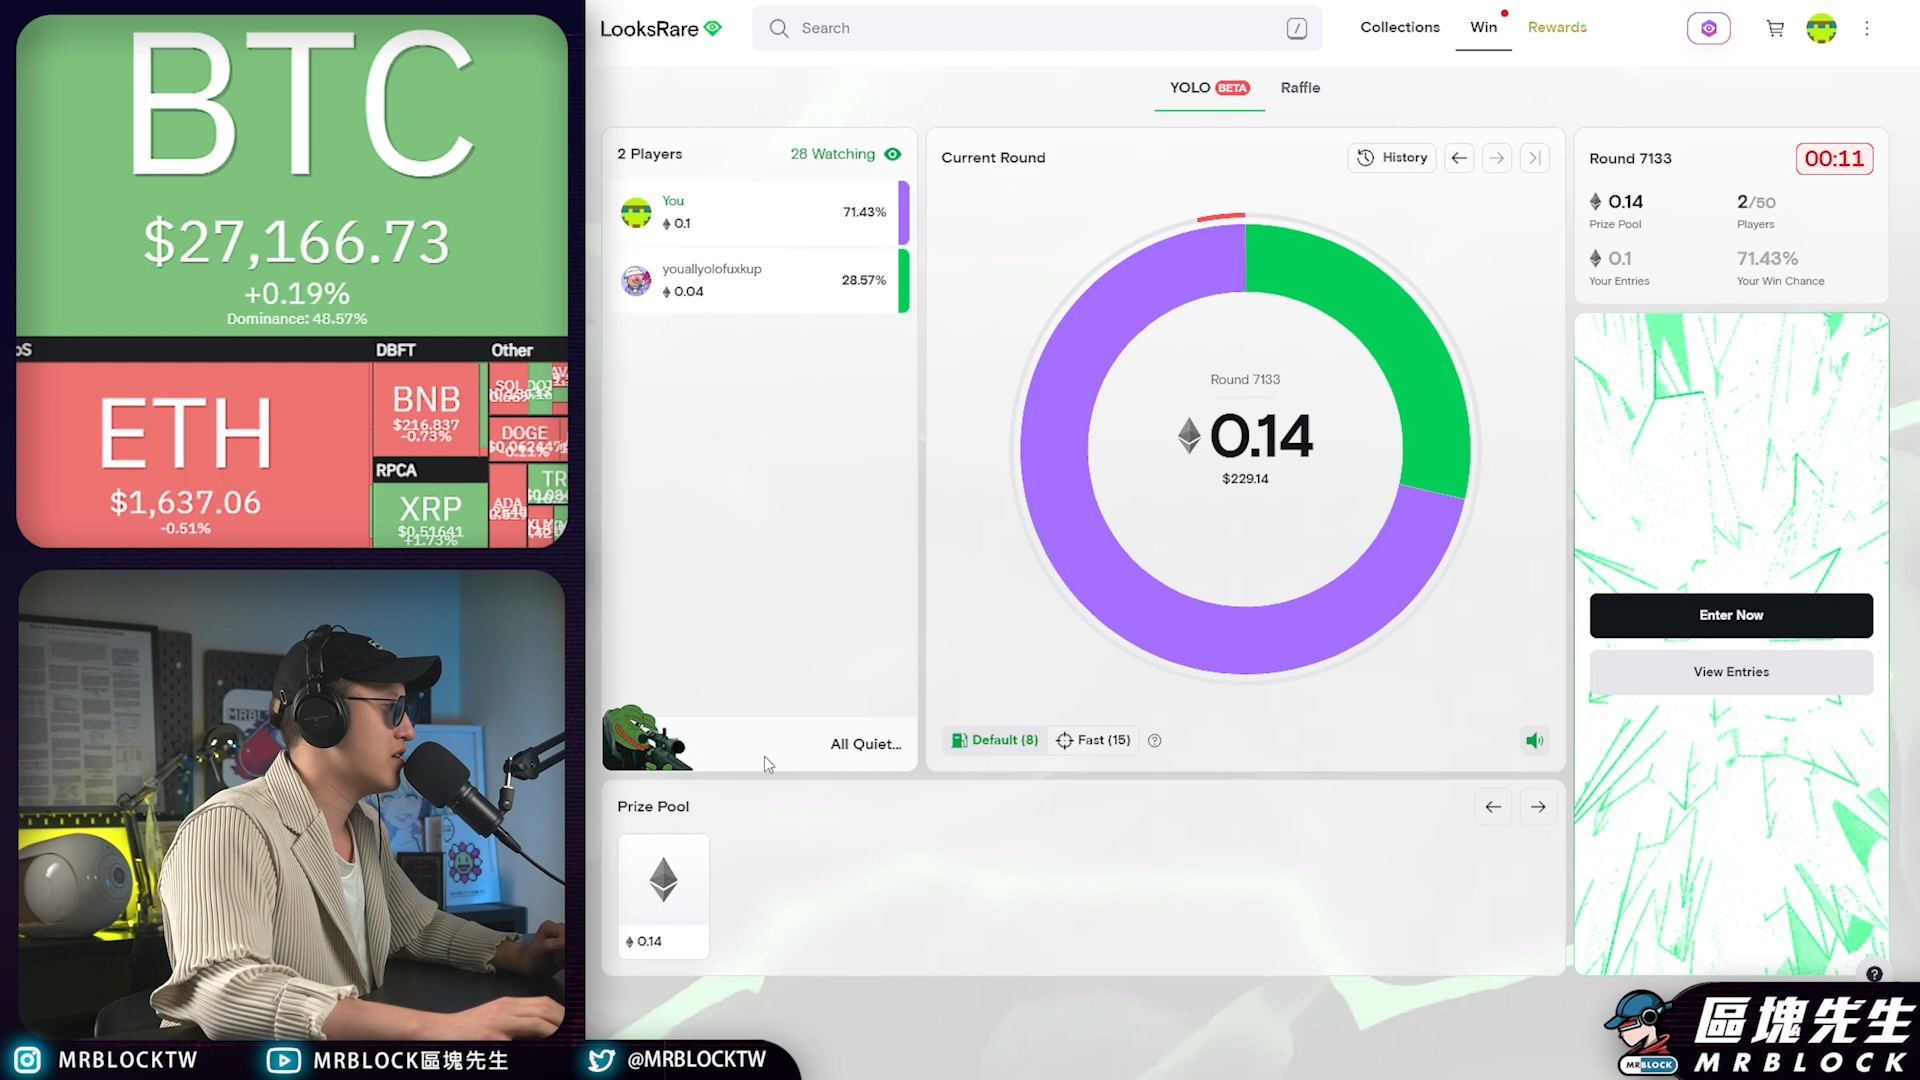 BTC
$27,166.73
+0.19%
Dominance: 48.57%
oS
DBFT
Other
ETH
$1,637.06
-0.51%
BNB
$216.837
-0.73%
RPCA
XRP
$0.51641
+1.73%
SOL
DOGE
ADA
LooksRare
Search
/
Collections
Win
Rewards
YOLO BETA
Raffle
2 Players
28 Watching
You
0.1
71.43%
youallyolofuxkup
0.04
28.57%
All Quiet...
Current Round
History
Round 7133
0.14
$229.14
Default (8)
Fast (15)
Round 7133
00:11
0.14
Prize Pool
2/50
Players
0.1
Your Entries
71.43%
Your Win Chance
Enter Now
View Entries
Prize Pool
0.14
MRBLOCKTW
MRBLOCK區塊先生
@MRBLOCKTW
區塊先生
MRBLOCK
MRBLOCK